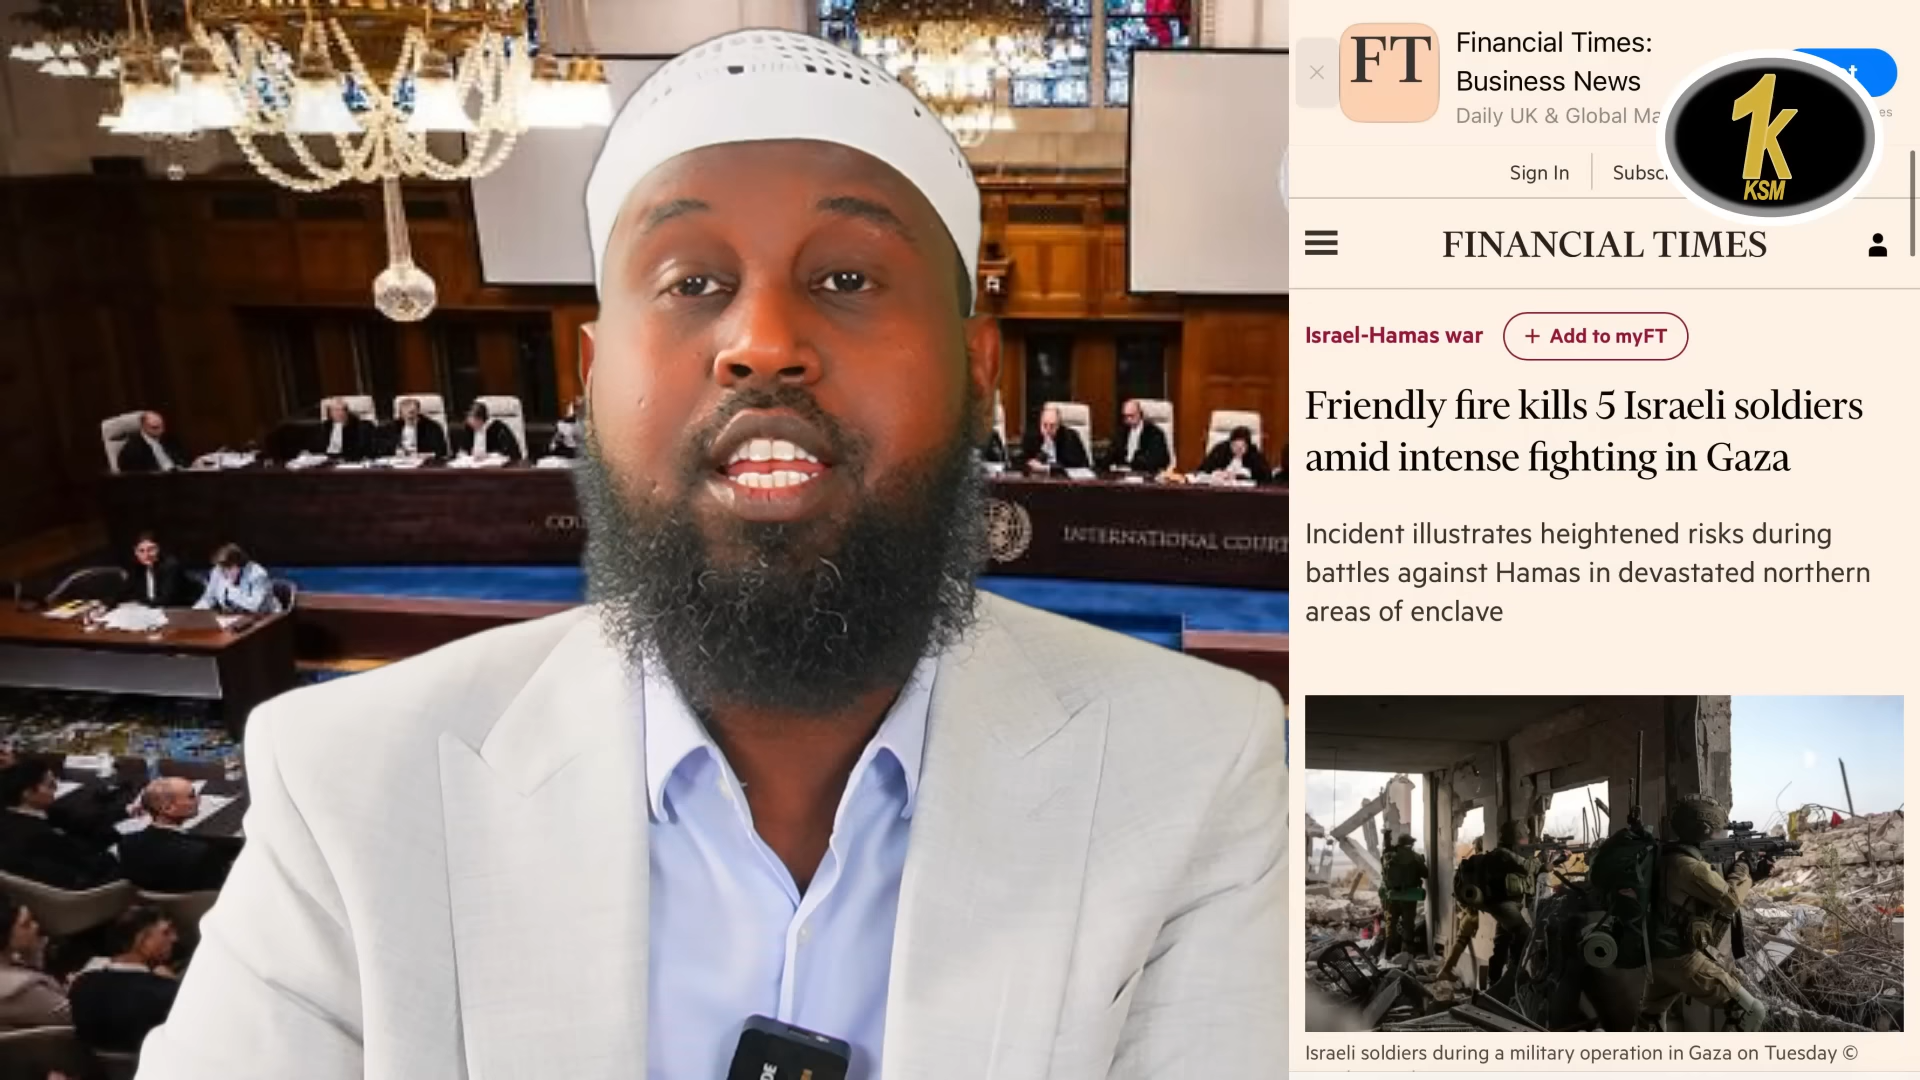 INTERNATIONAL COURT
FT
Financial Times:
Business News
Daily UK & Global Ma
1K
KSM
Sign In
FINANCIAL TIMES
Israel-Hamas war
+ Add to myFT
Friendly fire kills 5 Israeli soldiers
amid intense fighting in Gaza
Incident illustrates heightened risks during
battles against Hamas in devastated northern
areas of enclave
Israeli soldiers during a military operation in Gaza on Tuesday ©